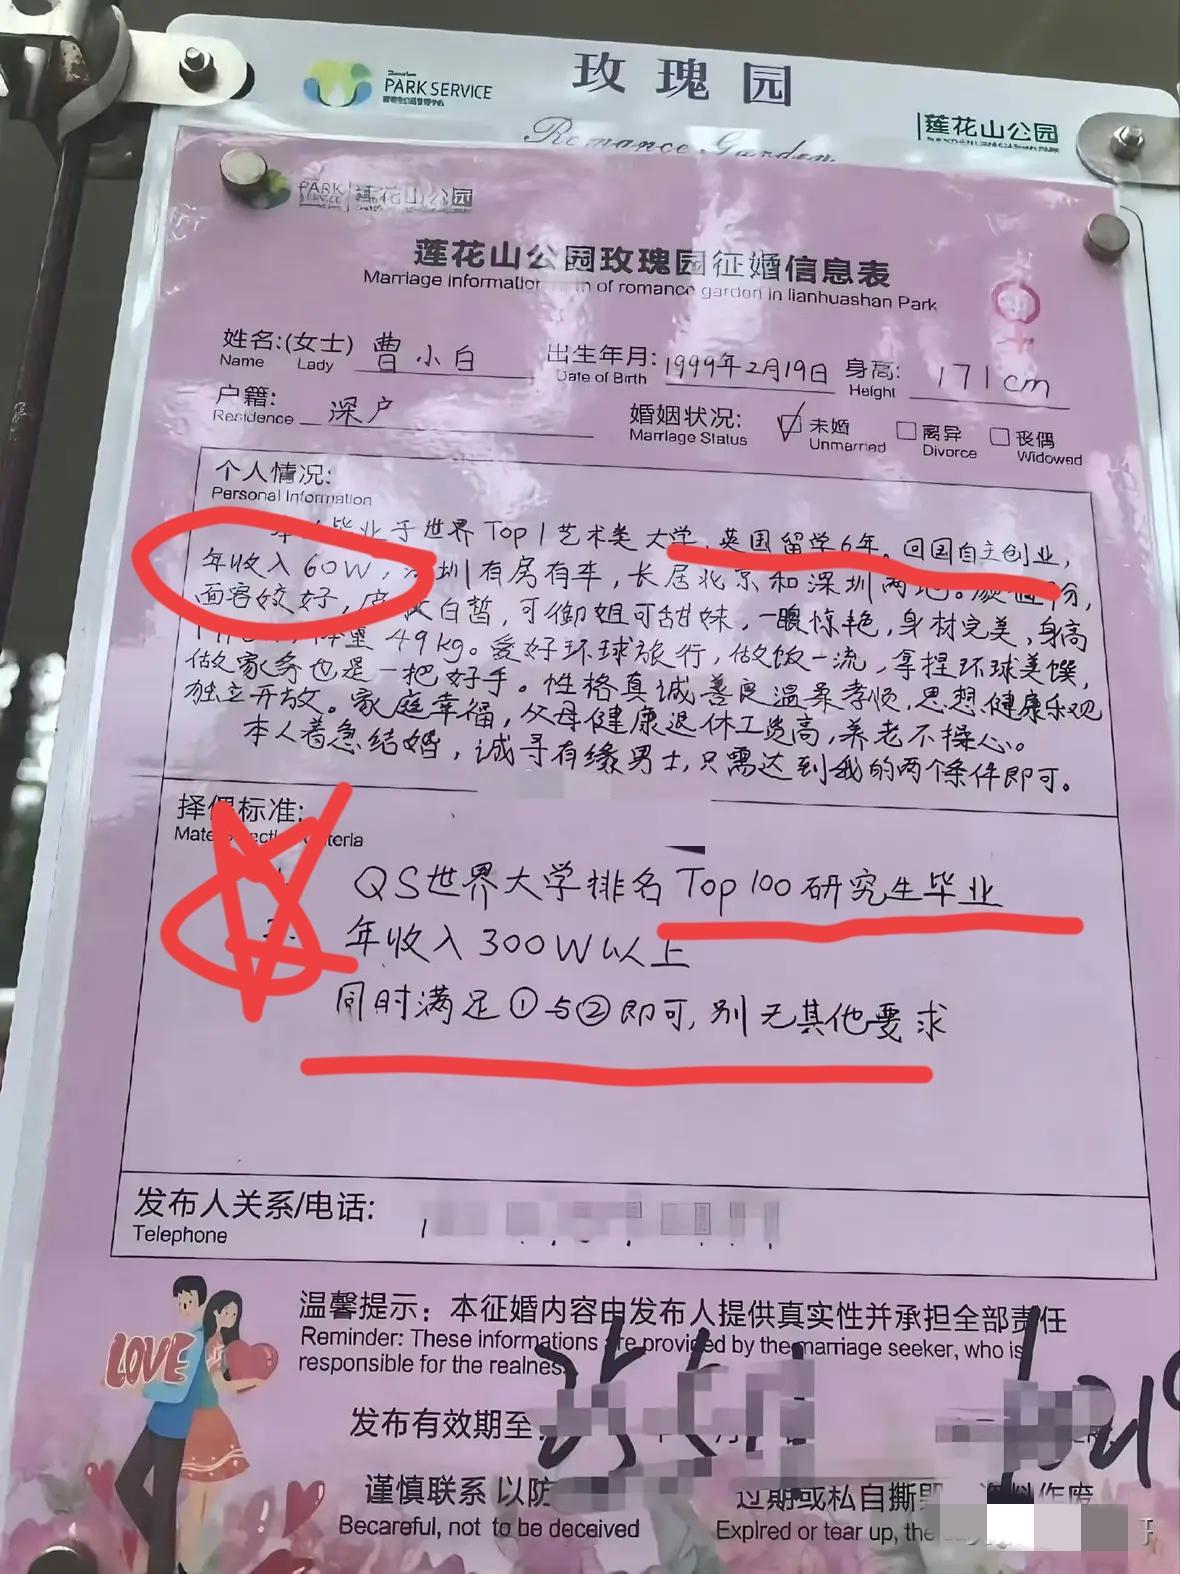 PARK SERVICE
玫瑰园
莲花山公园
Romance Garden
PARK SERVICE 莲花山公园
莲花山公园玫瑰园征婚信息表
Marriage information of romance garden in lianhuashan Park
姓名:(女士) 曹小白 出生年月: 1999年2月19日 身高: 171cm
Name Lady Date of Birth Height
户籍: 深户 婚姻状况: 未婚 离异 丧偶
Residence Marriage Status Unmarried Divorce Widowed
个人情况:
Personal Information
毕业于世界Top1艺术类大学,英国留学6年。回国自主创业,
年收入60W,深圳有房有车,长居北京和深圳两地。颜值 分,
面容姣好,肤 白皙,可御姐可甜妹,一眼惊艳,身材完美,身高
体重49kg。爱好环球旅行,做饭一流,拿捏环球美馔,
做家务也是一把好手。性格真诚善良温柔孝顺,思想健康乐观
独立开放。家庭幸福,父母健康退休工资高,养老不操心。
本人着急结婚,诚寻有缘男士,只需达到我的两个条件即可。
择偶标准:
Mate Selection Criteria
QS世界大学排名Top100研究生毕业
年收入300W以上
同时满足①与②即可,别无其他要求
发布人关系/电话:
Telephone
LOVE
温馨提示:本征婚内容由发布人提供真实性并承担全部责任
Reminder: These informations are provided by the marriage seeker, who is
responsible for the realness
发布有效期至:
谨慎联系 以防 过期或私自撕毁 资料作废
Becareful, not to be deceived Expired or tear up, the